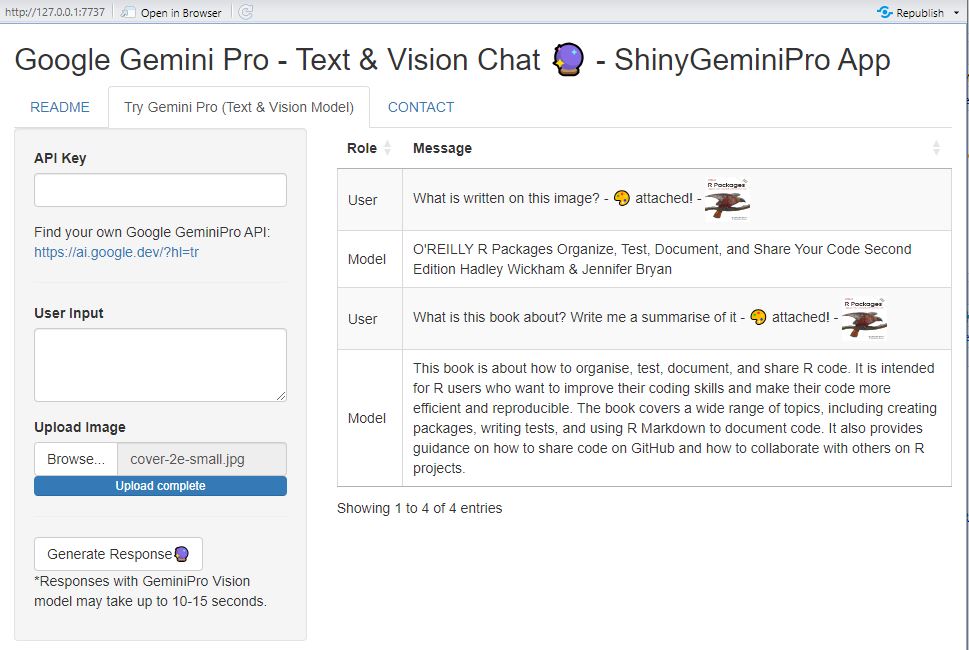 http://127.0.0.1:7737 Open in Browser Republish
Google Gemini Pro - Text & Vision Chat 🔮 - ShinyGeminiPro App
README Try Gemini Pro (Text & Vision Model) CONTACT
API Key
Find your own Google GeminiPro API:
https://ai.google.dev/?hl=tr
User Input
Upload Image
Browse... cover-2e-small.jpg
Upload complete
Generate Response🔮
*Responses with GeminiPro Vision
model may take up to 10-15 seconds.
Role Message
User What is written on this image? - 🎨 attached! -
R Packages
Model O'REILLY R Packages Organize, Test, Document, and Share Your Code Second
Edition Hadley Wickham & Jennifer Bryan
User What is this book about? Write me a summarise of it - 🎨 attached! -
R Packages
Model This book is about how to organise, test, document, and share R code. It is intended
for R users who want to improve their coding skills and make their code more
efficient and reproducible. The book covers a wide range of topics, including creating
packages, writing tests, and using R Markdown to document code. It also provides
guidance on how to share code on GitHub and how to collaborate with others on R
projects.
Showing 1 to 4 of 4 entries